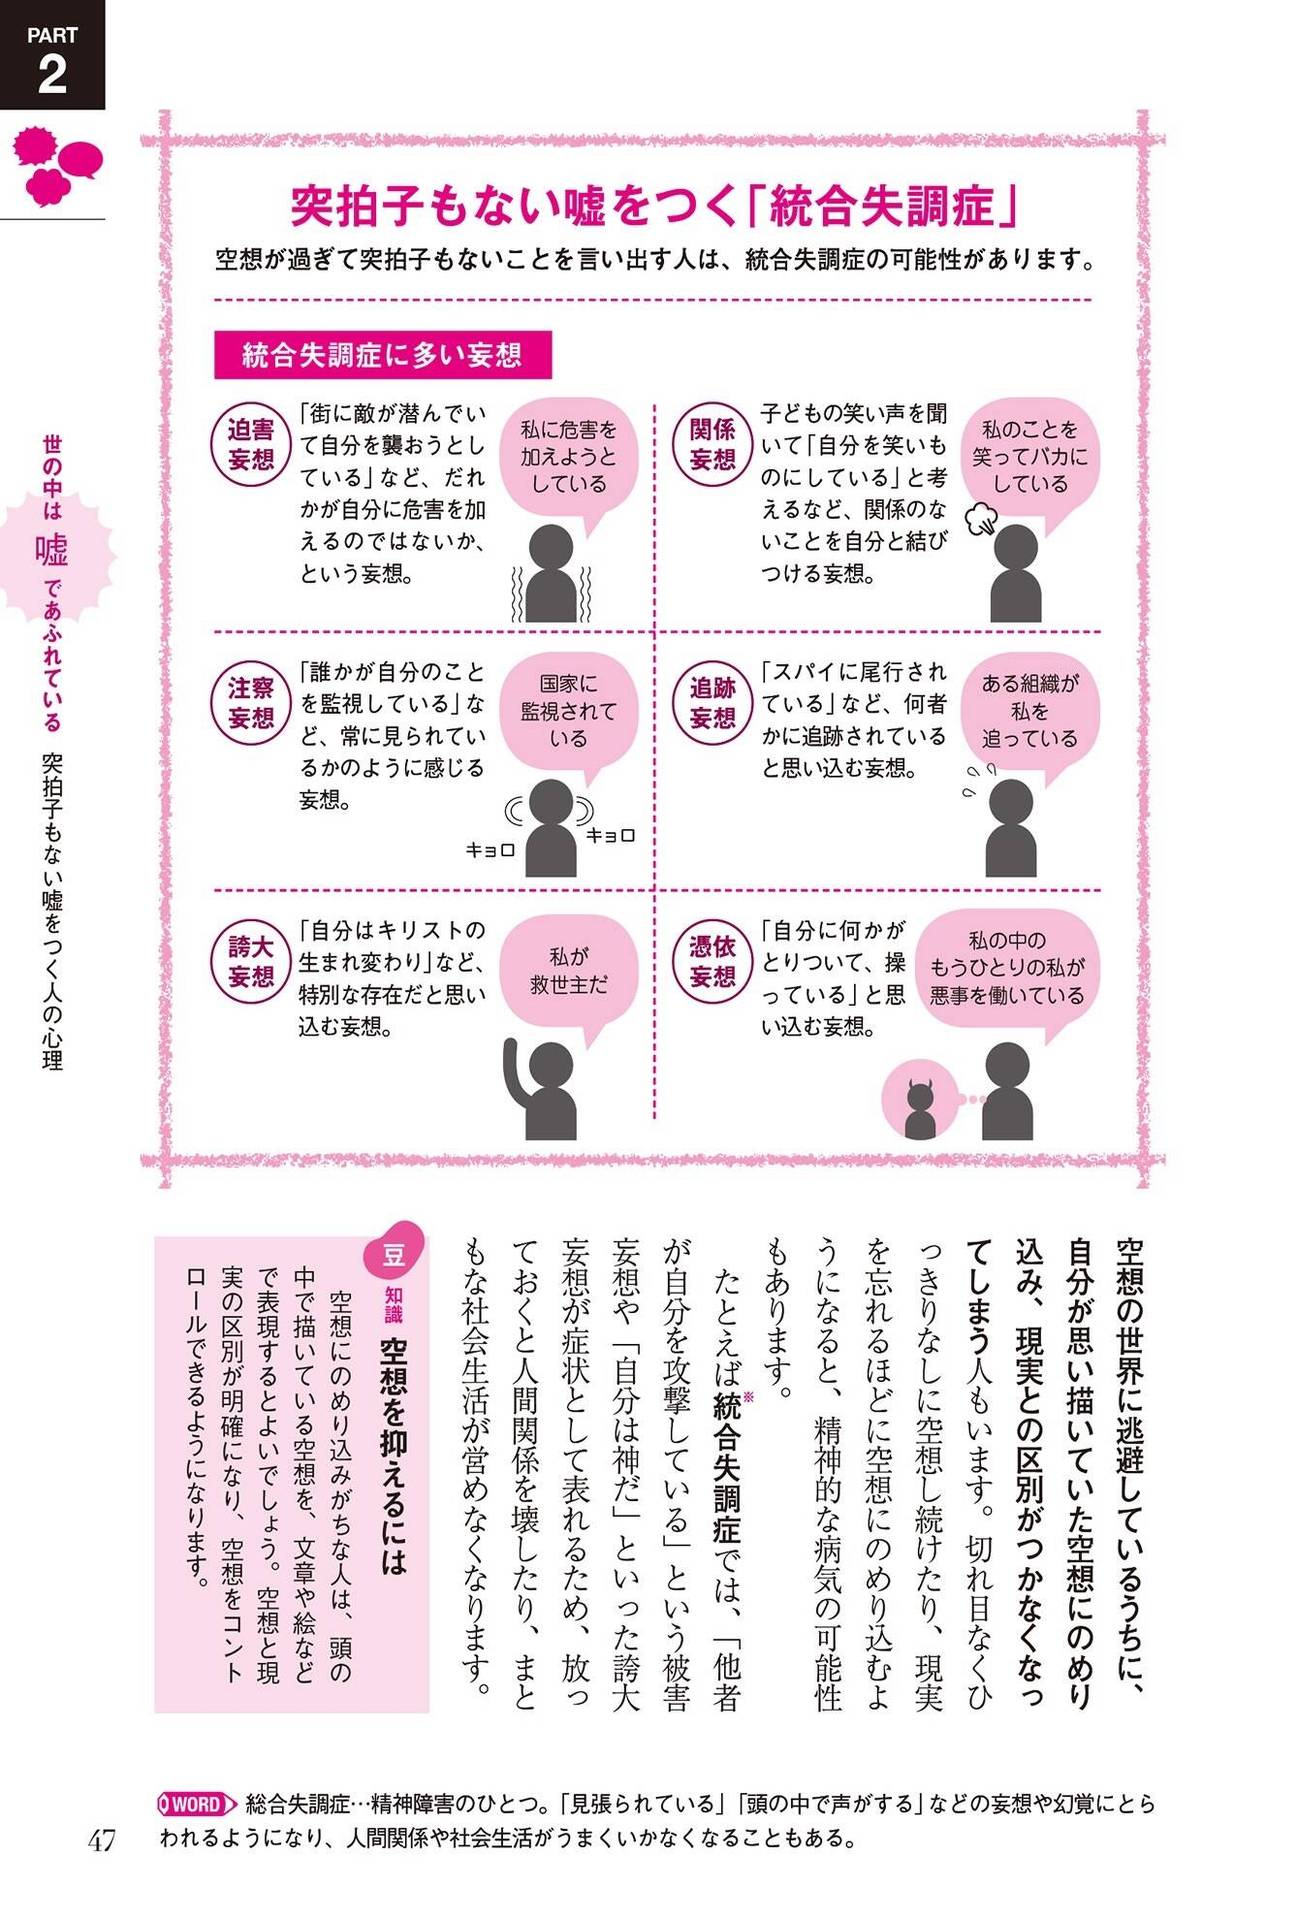 PART
2
世の中は嘘であふれている 突拍子もない嘘をつく人の心理
突拍子もない嘘をつく「統合失調症」
空想が過ぎて突拍子もないことを言い出す人は、統合失調症の可能性があります。
統合失調症に多い妄想
迫害
妄想
「街に敵が潜んでい
て自分を襲おうとし
ている」など、だれ
かが自分に危害を加
えるのではないか、
という妄想。
私に危害を
加えようと
している
関係
妄想
子どもの笑い声を聞
いて「自分を笑いも
のにしている」と考
えるなど、関係のな
いことを自分と結び
つける妄想。
私のことを
笑ってバカに
している
注察
妄想
「誰かが自分のこと
を監視している」な
ど、常に見られてい
るかのように感じる
妄想。
国家に
監視されて
いる
キョロ
キョロ
追跡
妄想
「スパイに尾行され
ている」など、何者
かに追跡されている
と思い込む妄想。
ある組織が
私を
追っている
誇大
妄想
「自分はキリストの
生まれ変わり」など、
特別な存在だと思い
込む妄想。
私が
救世主だ
憑依
妄想
「自分に何かが
とりついて、操
っている」と思
い込む妄想。
私の中の
もうひとりの私が
悪事を働いている
空想の世界に逃避しているうちに、
自分が思い描いていた空想にのめり
込み、現実との区別がつかなくなっ
てしまう人もいます。切れ目なくひ
っきりなしに空想し続けたり、現実
を忘れるほどに空想にのめり込むよ
うになると、精神的な病気の可能性
もあります。
たとえば統合失調症※では、「他者
が自分を攻撃している」という被害
妄想や「自分は神だ」といった誇大
妄想が症状として表れるため、放っ
ておくと人間関係を壊したり、まと
もな社会生活が営めなくなります。
豆知識 空想を抑えるには
空想にのめり込みがちな人は、頭の
中で描いている空想を、文章や絵など
で表現するとよいでしょう。空想と現
実の区別が明確になり、空想をコント
ロールできるようになります。
WORD 総合失調症…精神障害のひとつ。「見張られている」「頭の中で声がする」などの妄想や幻覚にとら
われるようになり、人間関係や社会生活がうまくいかなくなることもある。
47